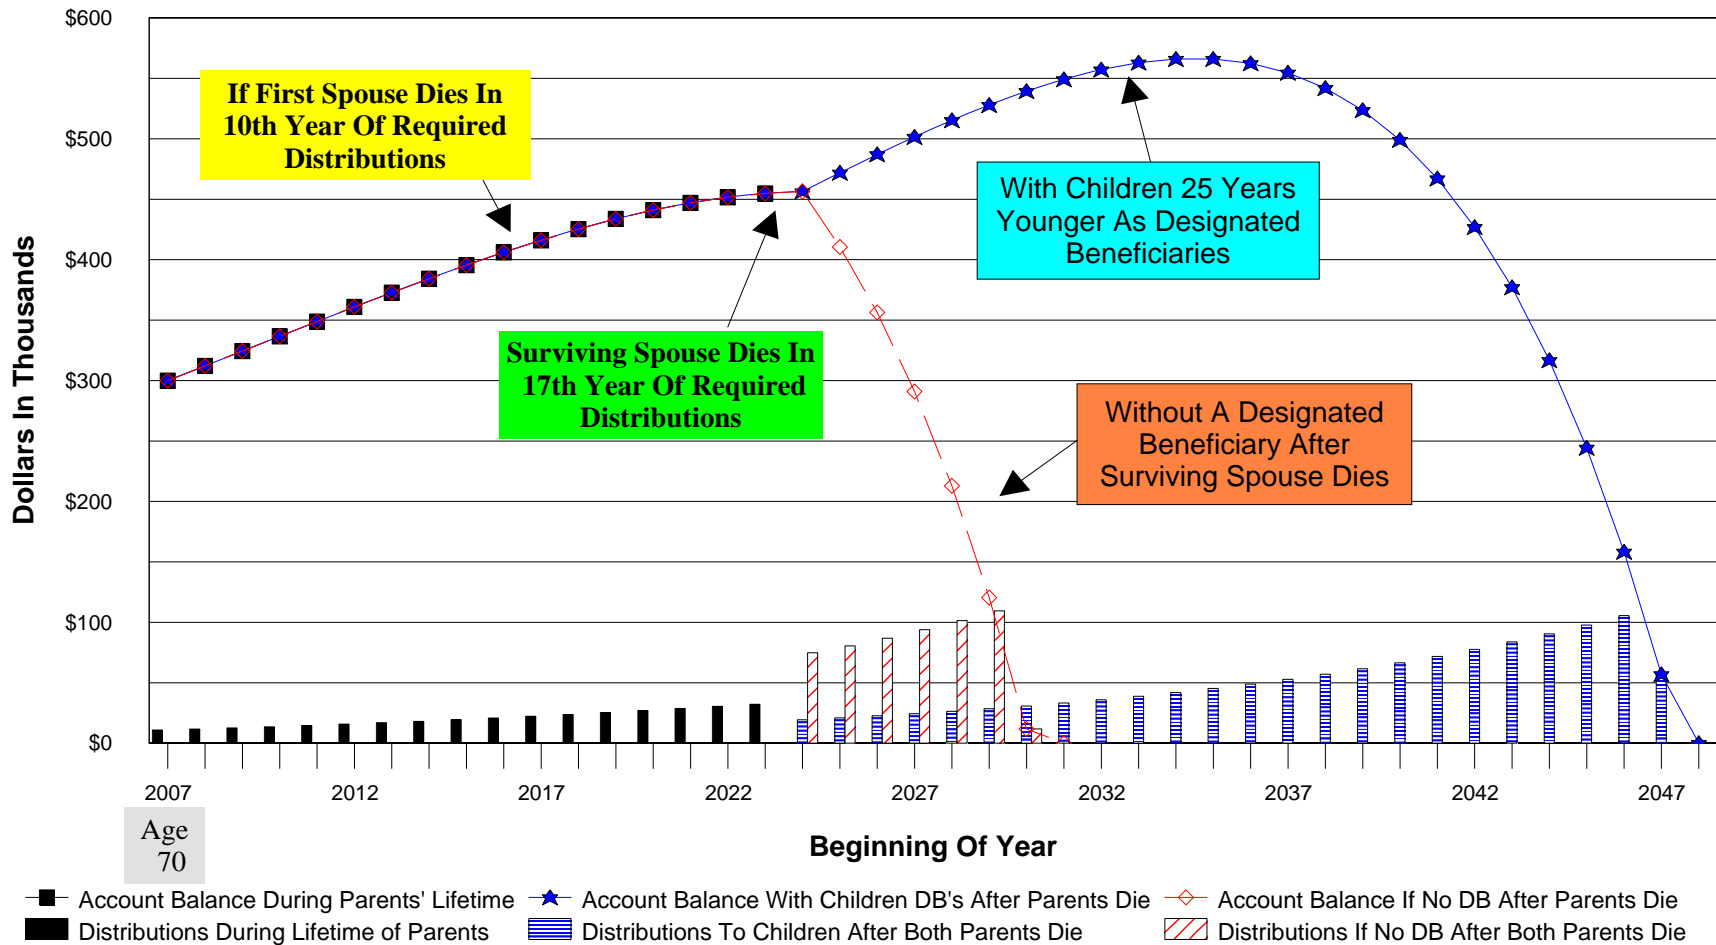 $600
$500
$400
$300
$200
$100
$0
Dollars In Thousands
If First Spouse Dies In
10th Year Of Required
Distributions
With Children 25 Years
Younger As Designated
Beneficiaries
Surviving Spouse Dies In
17th Year Of Required
Distributions
Without A Designated
Beneficiary After
Surviving Spouse Dies
2007 2012 2017 2022 2027 2032 2037 2042 2047
Age
70
Beginning Of Year
Account Balance During Parents' Lifetime
Account Balance With Children DB's After Parents Die
Account Balance If No DB After Parents Die
Distributions During Lifetime of Parents
Distributions To Children After Both Parents Die
Distributions If No DB After Both Parents Die